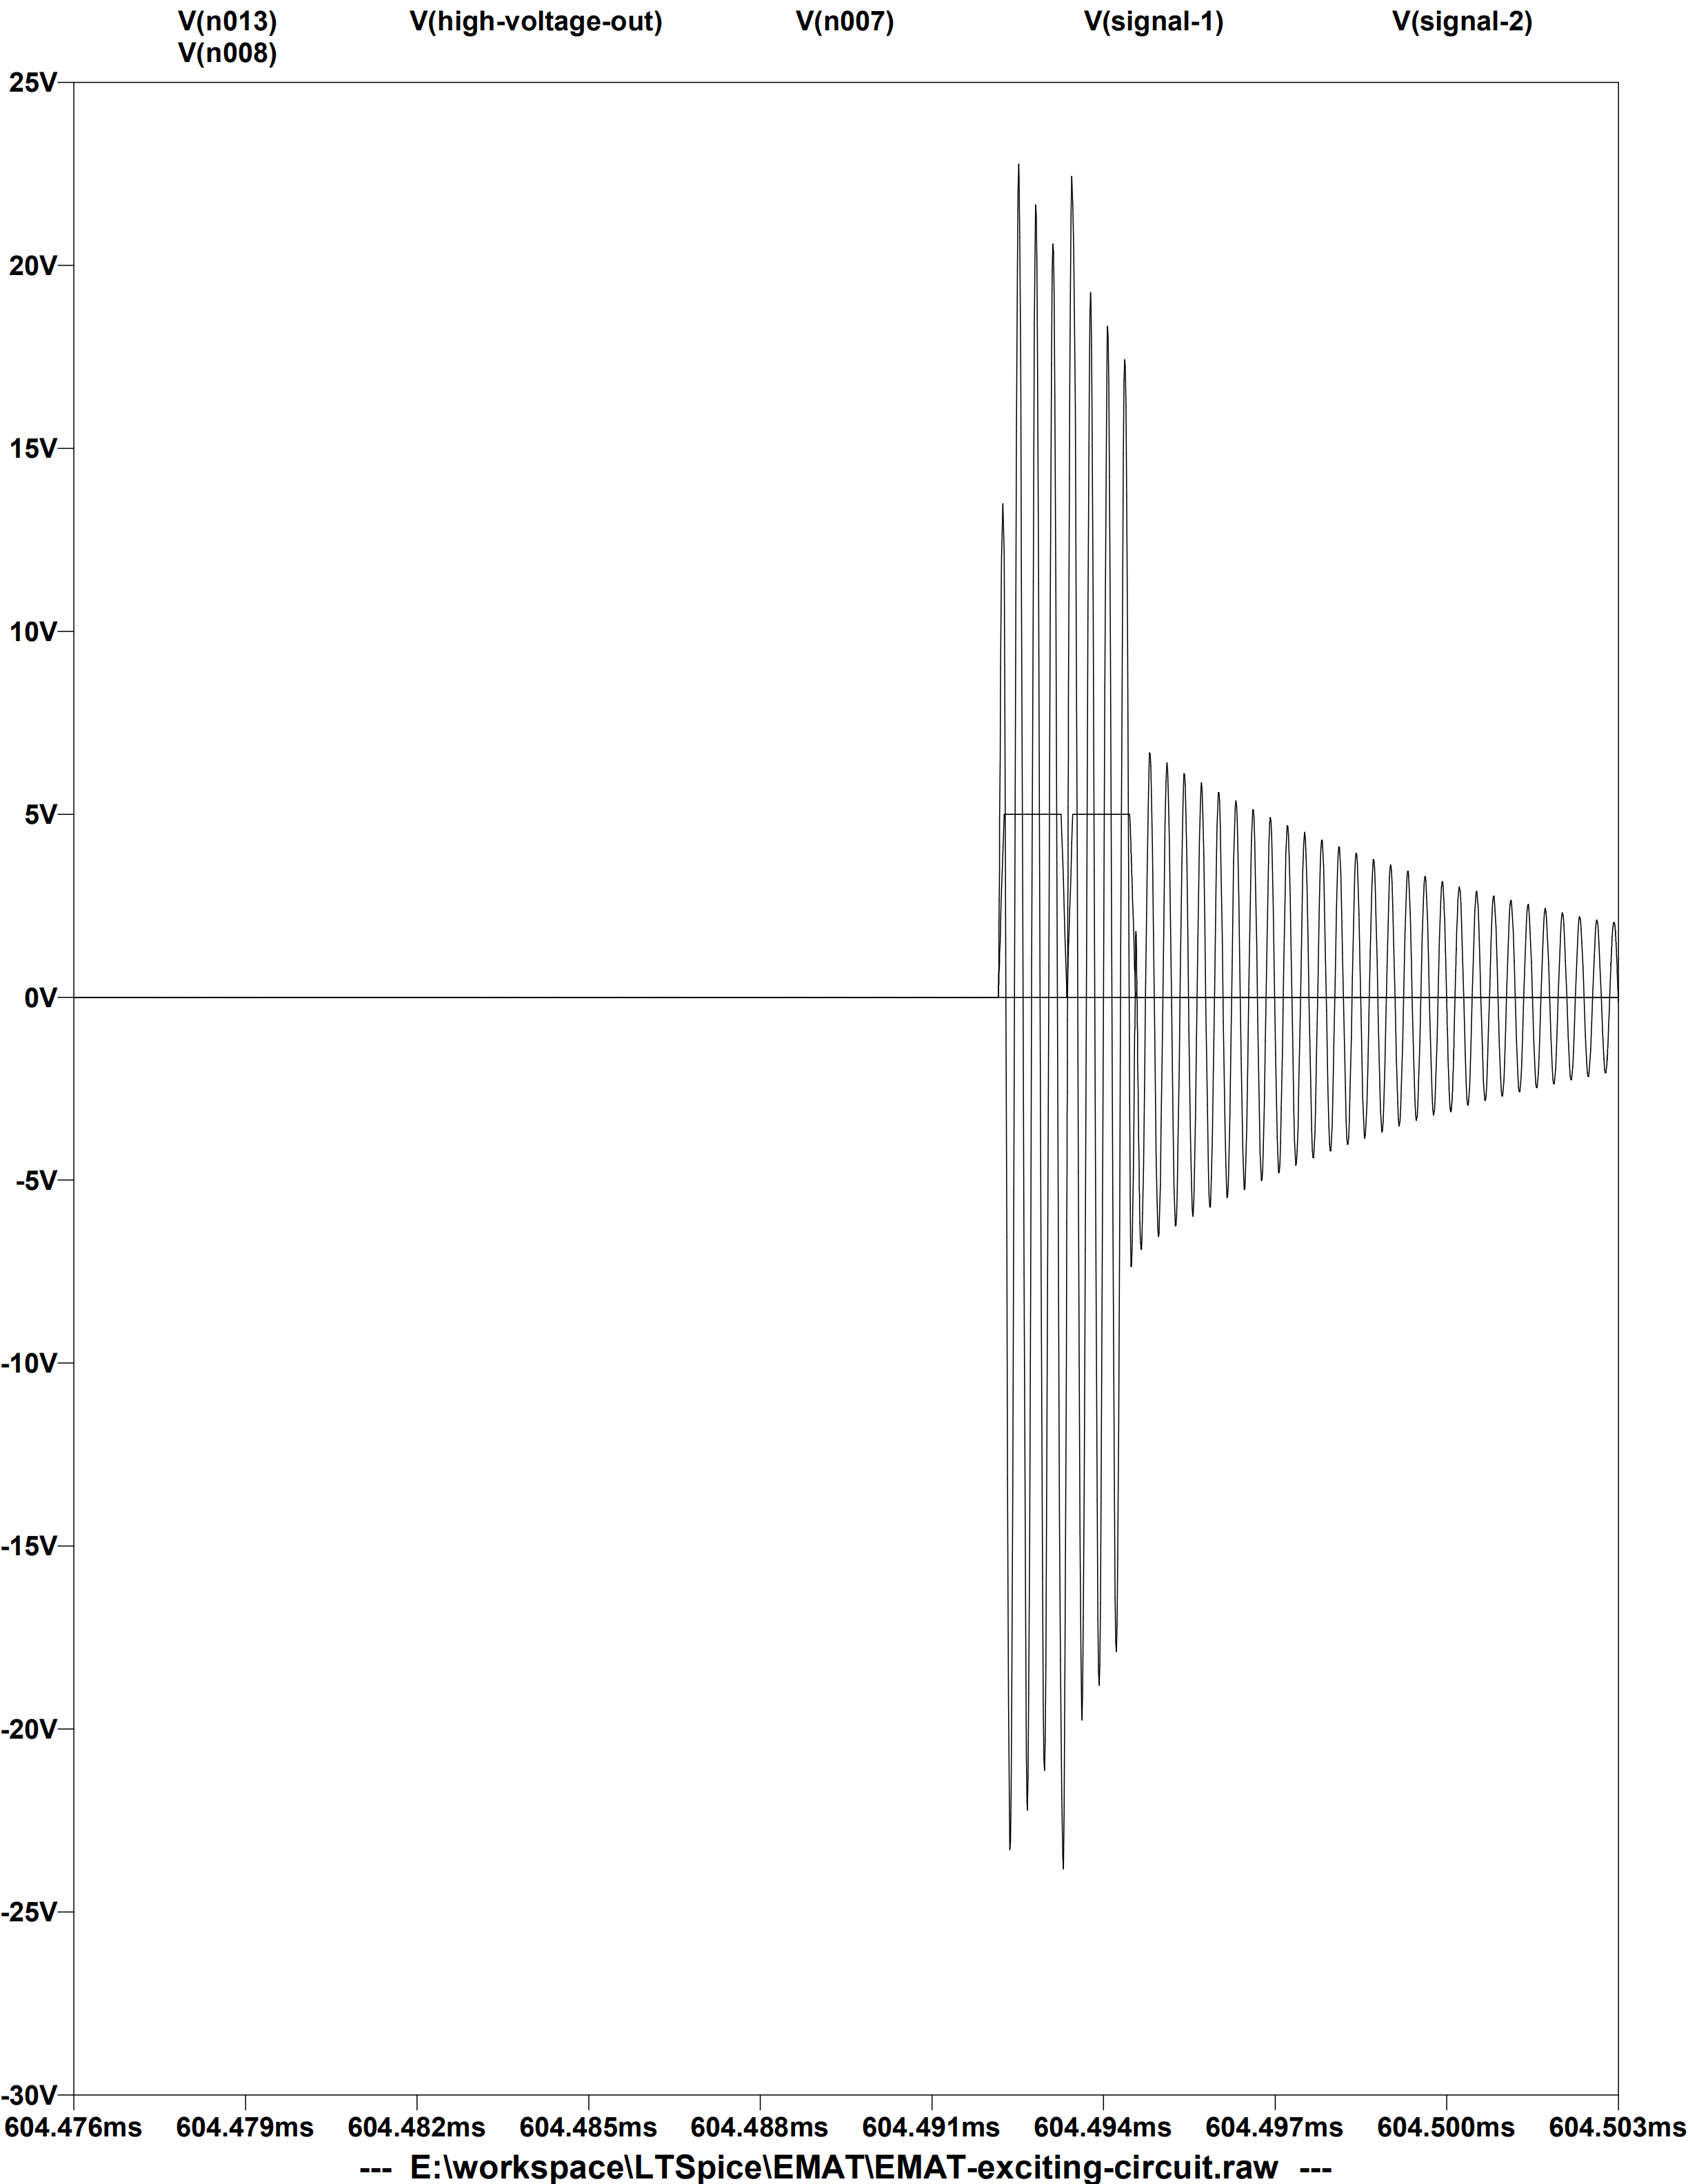 V(n013) V(high-voltage-out) V(n007) V(signal-1) V(signal-2)
V(n008)
25V
20V
15V
10V
5V
0V
-5V
-10V
-15V
-20V
-25V
-30V
604.476ms 604.479ms 604.482ms 604.485ms 604.488ms 604.491ms 604.494ms 604.497ms 604.500ms 604.503ms
--- E:\workspace\LTSpice\EMAT\EMAT-exciting-circuit.raw ---